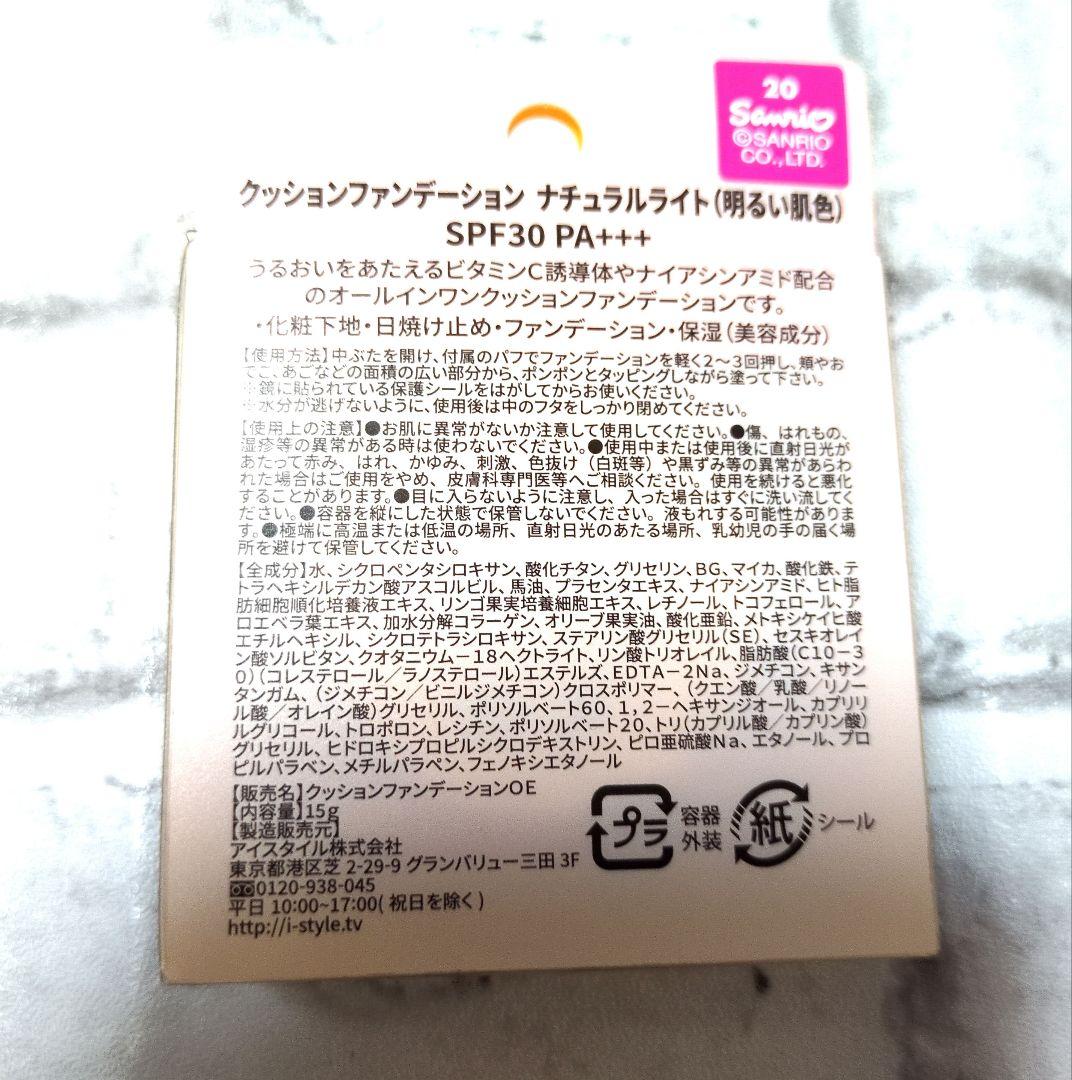 20
Sanrio
©SANRIO
CO.,LTD.
クッションファンデーション ナチュラルライト(明るい肌色)
SPF30 PA+++
うるおいをあたえるビタミンC誘導体やナイアシンアミド配合
のオールインワンクッションファンデーションです。
・化粧下地・日焼け止め・ファンデーション・保湿(美容成分)
【使用方法】中ぶたを開け、付属のパフでファンデーションを軽く2～3回押し、頬やお
でこ、あごなどの面積の広い部分から、ポンポンとタッピングしながら塗って下さい。
※鏡に貼られている保護シールをはがしてからお使いください。
※水分が逃げないように、使用後は中のフタをしっかり閉めてください。
【使用上の注意】●お肌に異常がないか注意して使用してください。●傷、はれもの、
湿疹等の異常がある時は使わないでください。●使用中または使用後に直射日光が
あたって赤み、はれ、かゆみ、刺激、色抜け（白斑等）や黒ずみ等の異常があらわ
れた場合はご使用をやめ、皮膚科専門医等へご相談ください。使用を続けると悪化
することがあります。●目に入らないように注意し、入った場合はすぐに洗い流してく
ださい。●容器を縦にした状態で保管しないでください。液もれする可能性がありま
す。●極端に高温または低温の場所、直射日光のあたる場所、乳幼児の手の届く場
所を避けて保管してください。
【全成分】水、シクロペンタシロキサン、酸化チタン、グリセリン、BG、マイカ、酸化鉄、テ
トラヘキシルデカン酸アスコルビル、馬油、プラセンタエキス、ナイアシンアミド、ヒト脂
肪細胞順化培養液エキス、リンゴ果実培養細胞エキス、レチノール、トコフェロール、ア
ロエベラ葉エキス、加水分解コラーゲン、オリーブ果実油、酸化亜鉛、メトキシケイヒ酸
エチルヘキシル、シクロテトラシロキサン、ステアリン酸グリセリル(SE)、セスキオレイ
ン酸ソルビタン、クオタニウム－18ヘクトライト、リン酸トリオレイル、脂肪酸(C10－3
0)(コレステロール／ラノステロール)エステルズ、EDTA－2Na、ジメチコン、キサン
タンガム、(ジメチコン／ビニルジメチコン)クロスポリマー、(クエン酸／乳酸／リノー
ル酸／オレイン酸)グリセリル、ポリソルベート60、1,2－ヘキサンジオール、カプリリ
ルグリコール、トロポロン、レシチン、ポリソルベート20、トリ(カプリル酸／カプリン酸)
グリセリル、ヒドロキシプロピルシクロデキストリン、ピロ亜硫酸Na、エタノール、プロ
ピルパラベン、メチルパラベン、フェノキシエタノール
【販売名】クッションファンデーションOE
【内容量】15g
【製造販売元】
アイスタイル株式会社
東京都港区芝 2-29-9 グランバリュー三田 3F
0120-938-045
平日 10:00~17:00( 祝日を除く)
http://i-style.tv
プラ
容器
外装
紙
シール